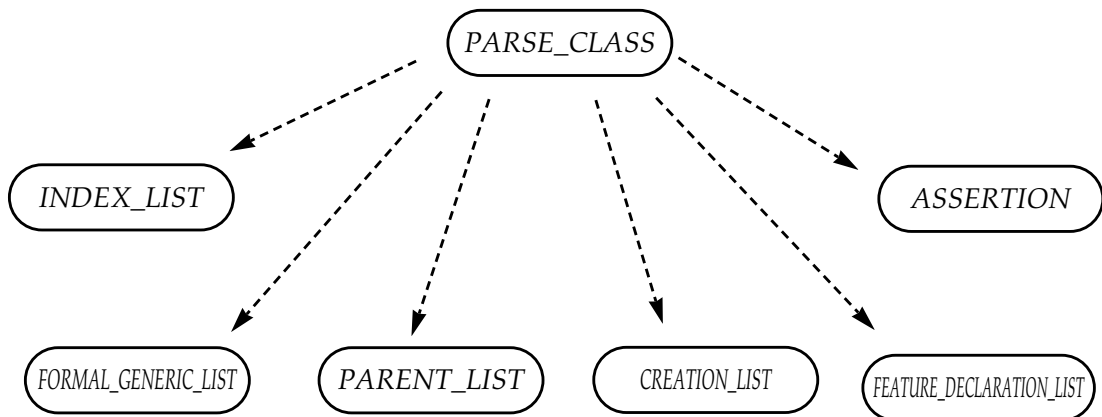 PARSE_CLASS
INDEX_LIST
ASSERTION
FORMAL_GENERIC_LIST
PARENT_LIST
CREATION_LIST
FEATURE_DECLARATION_LIST